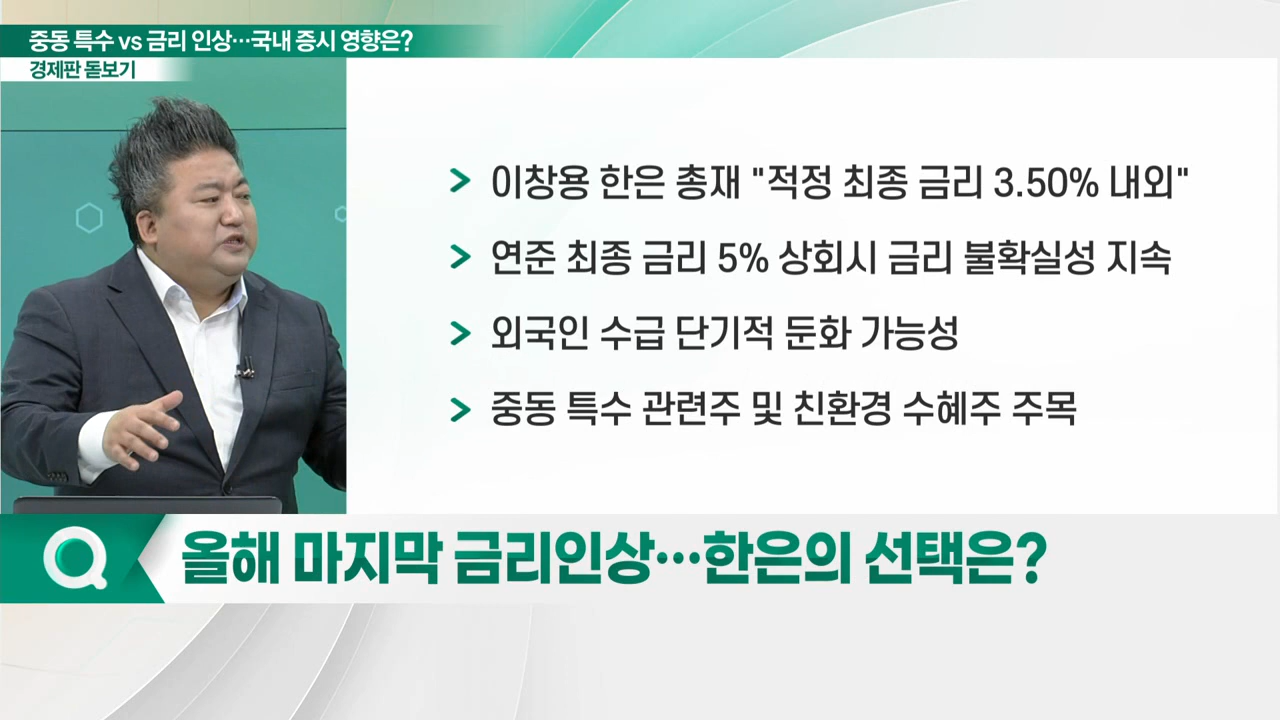 중동 특수 vs 금리 인상…국내 증시 영향은?
경제판 돋보기
이창용 한은 총재 "적정 최종 금리 3.50% 내외"
연준 최종 금리 5% 상회시 금리 불확실성 지속
외국인 수급 단기적 둔화 가능성
중동 특수 관련주 및 친환경 수혜주 주목
올해 마지막 금리인상…한은의 선택은?